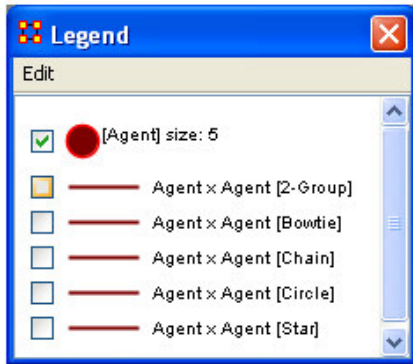 Legend
Edit
[Agent] size: 5
Agent x Agent [2-Group]
Agent x Agent [Bowtie]
Agent x Agent [Chain]
Agent x Agent [Circle]
Agent x Agent [Star]